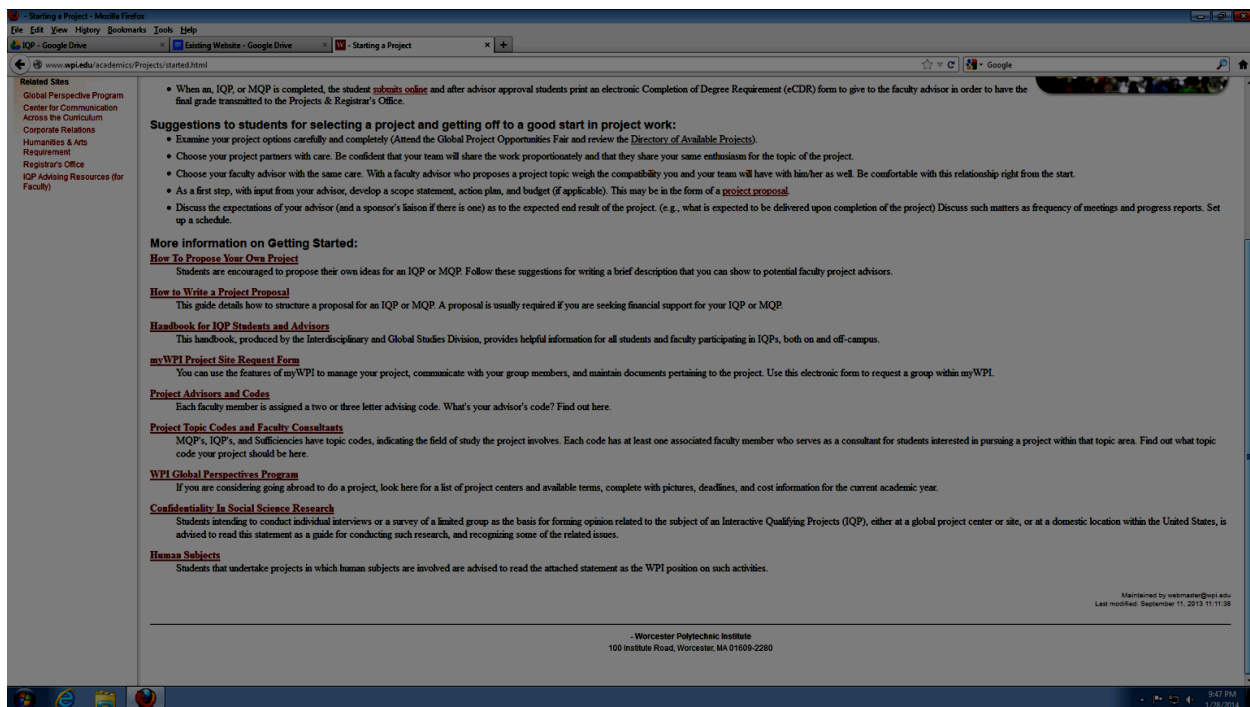 - Starting a Project - Mozilla Firefox
File Edit View History Bookmarks Tools Help
IQP - Google Drive × Existing Website - Google Drive × W - Starting a Project × +
www.wpi.edu/academics/Projects/started.html Google
Related Sites
Global Perspective Program
Center for Communication
Across the Curriculum
Corporate Relations
Humanities & Arts
Requirement
Registrar's Office
IQP Advising Resources (for
Faculty)
• When an, IQP, or MQP is completed, the student submits online and after advisor approval students print an electronic Completion of Degree Requirement (eCDR) form to give to the faculty advisor in order to have the
final grade transmitted to the Projects & Registrar's Office.
Suggestions to students for selecting a project and getting off to a good start in project work:
• Examine your project options carefully and completely (Attend the Global Project Opportunities Fair and review the Directory of Available Projects).
• Choose your project partners with care. Be confident that your team will share the work proportionately and that they share your same enthusiasm for the topic of the project.
• Choose your faculty advisor with the same care. With a faculty advisor who proposes a project topic weigh the compatibility you and your team will have with him/her as well. Be comfortable with this relationship right from the start.
• As a first step, with input from your advisor, develop a scope statement, action plan, and budget (if applicable). This may be in the form of a project proposal.
• Discuss the expectations of your advisor (and a sponsor's liaison if there is one) as to the expected end result of the project. (e.g., what is expected to be delivered upon completion of the project) Discuss such matters as frequency of meetings and progress reports. Set
up a schedule.
More information on Getting Started:
How To Propose Your Own Project
Students are encouraged to propose their own ideas for an IQP or MQP. Follow these suggestions for writing a brief description that you can show to potential faculty project advisors.
How to Write a Project Proposal
This guide details how to structure a proposal for an IQP or MQP. A proposal is usually required if you are seeking financial support for your IQP or MQP.
Handbook for IQP Students and Advisors
This handbook, produced by the Interdisciplinary and Global Studies Division, provides helpful information for all students and faculty participating in IQPs, both on and off-campus.
myWPI Project Site Request Form
You can use the features of myWPI to manage your project, communicate with your group members, and maintain documents pertaining to the project. Use this electronic form to request a group within myWPI.
Project Advisors and Codes
Each faculty member is assigned a two or three letter advising code. What's your advisor's code? Find out here.
Project Topic Codes and Faculty Consultants
MQP's, IQP's, and Sufficiencies have topic codes, indicating the field of study the project involves. Each code has at least one associated faculty member who serves as a consultant for students interested in pursuing a project within that topic area. Find out what topic
code your project should be here.
WPI Global Perspectives Program
If you are considering going abroad to do a project, look here for a list of project centers and available terms, complete with pictures, deadlines, and cost information for the current academic year.
Confidentiality In Social Science Research
Students intending to conduct individual interviews or a survey of a limited group as the basis for forming opinion related to the subject of an Interactive Qualifying Projects (IQP), either at a global project center or site, or at a domestic location within the United States, is
advised to read this statement as a guide for conducting such research, and recognizing some of the related issues.
Human Subjects
Students that undertake projects in which human subjects are involved are advised to read the attached statement as the WPI position on such activities.
Maintained by webmaster@wpi.edu
Last modified: September 11, 2013 11:11:38
- Worcester Polytechnic Institute
100 Institute Road, Worcester, MA 01609-2280
9:47 PM
1/28/2014